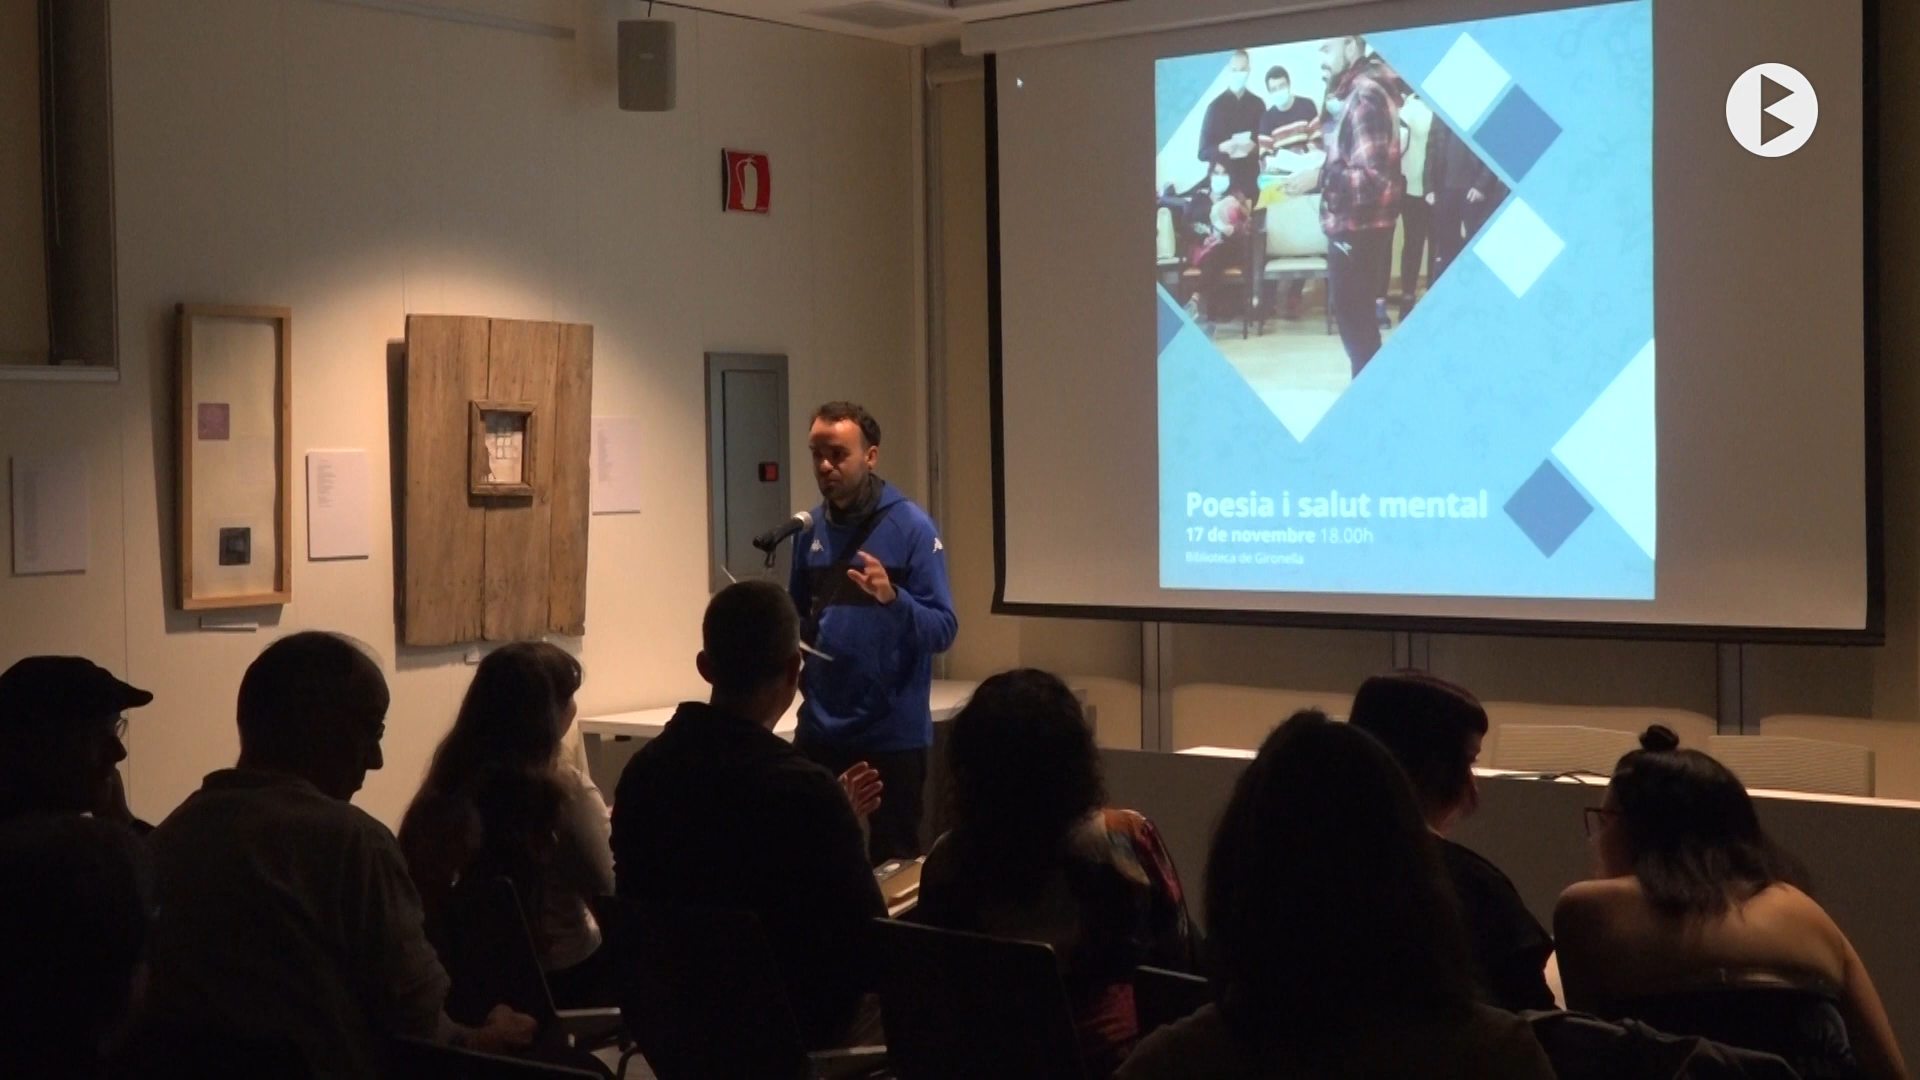 Poesia i salut mental
17 de novembre 18.00h
Biblioteca de Gironella